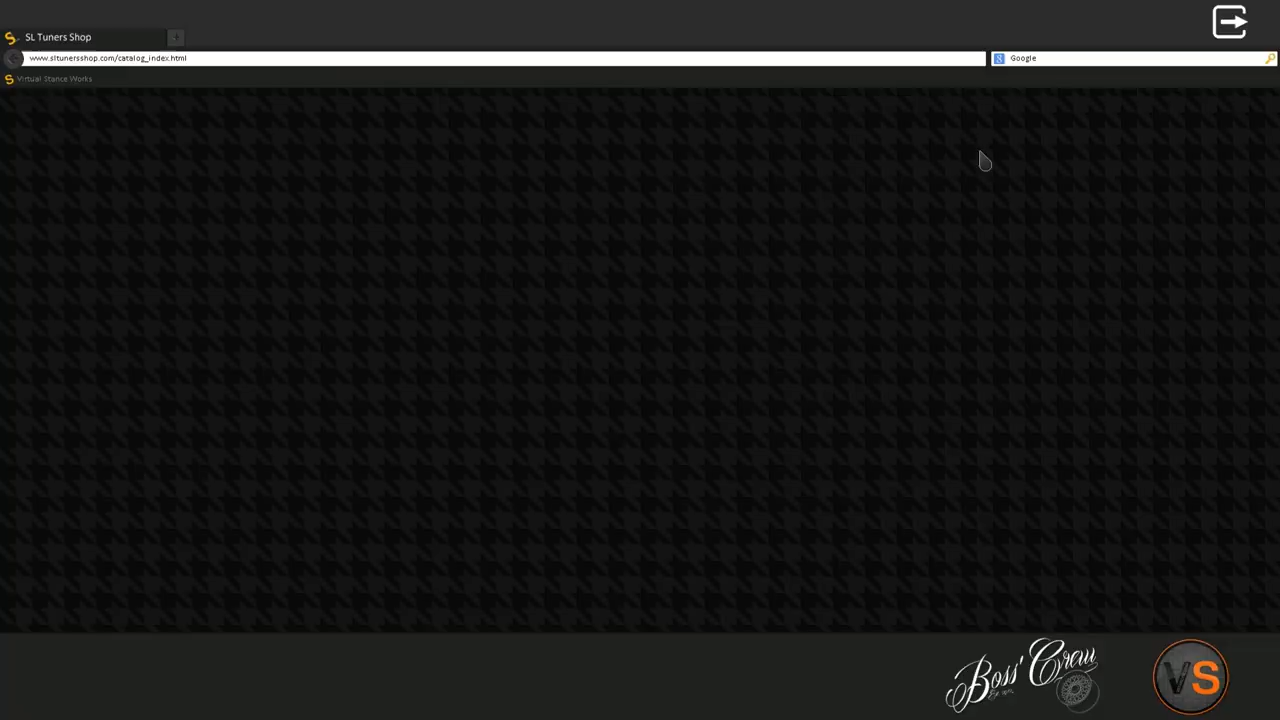 SL Tuners Shop
www.sltunersshop.com/catalog_index.html
Google
Virtual Stance Works
Boss' Crew
VS